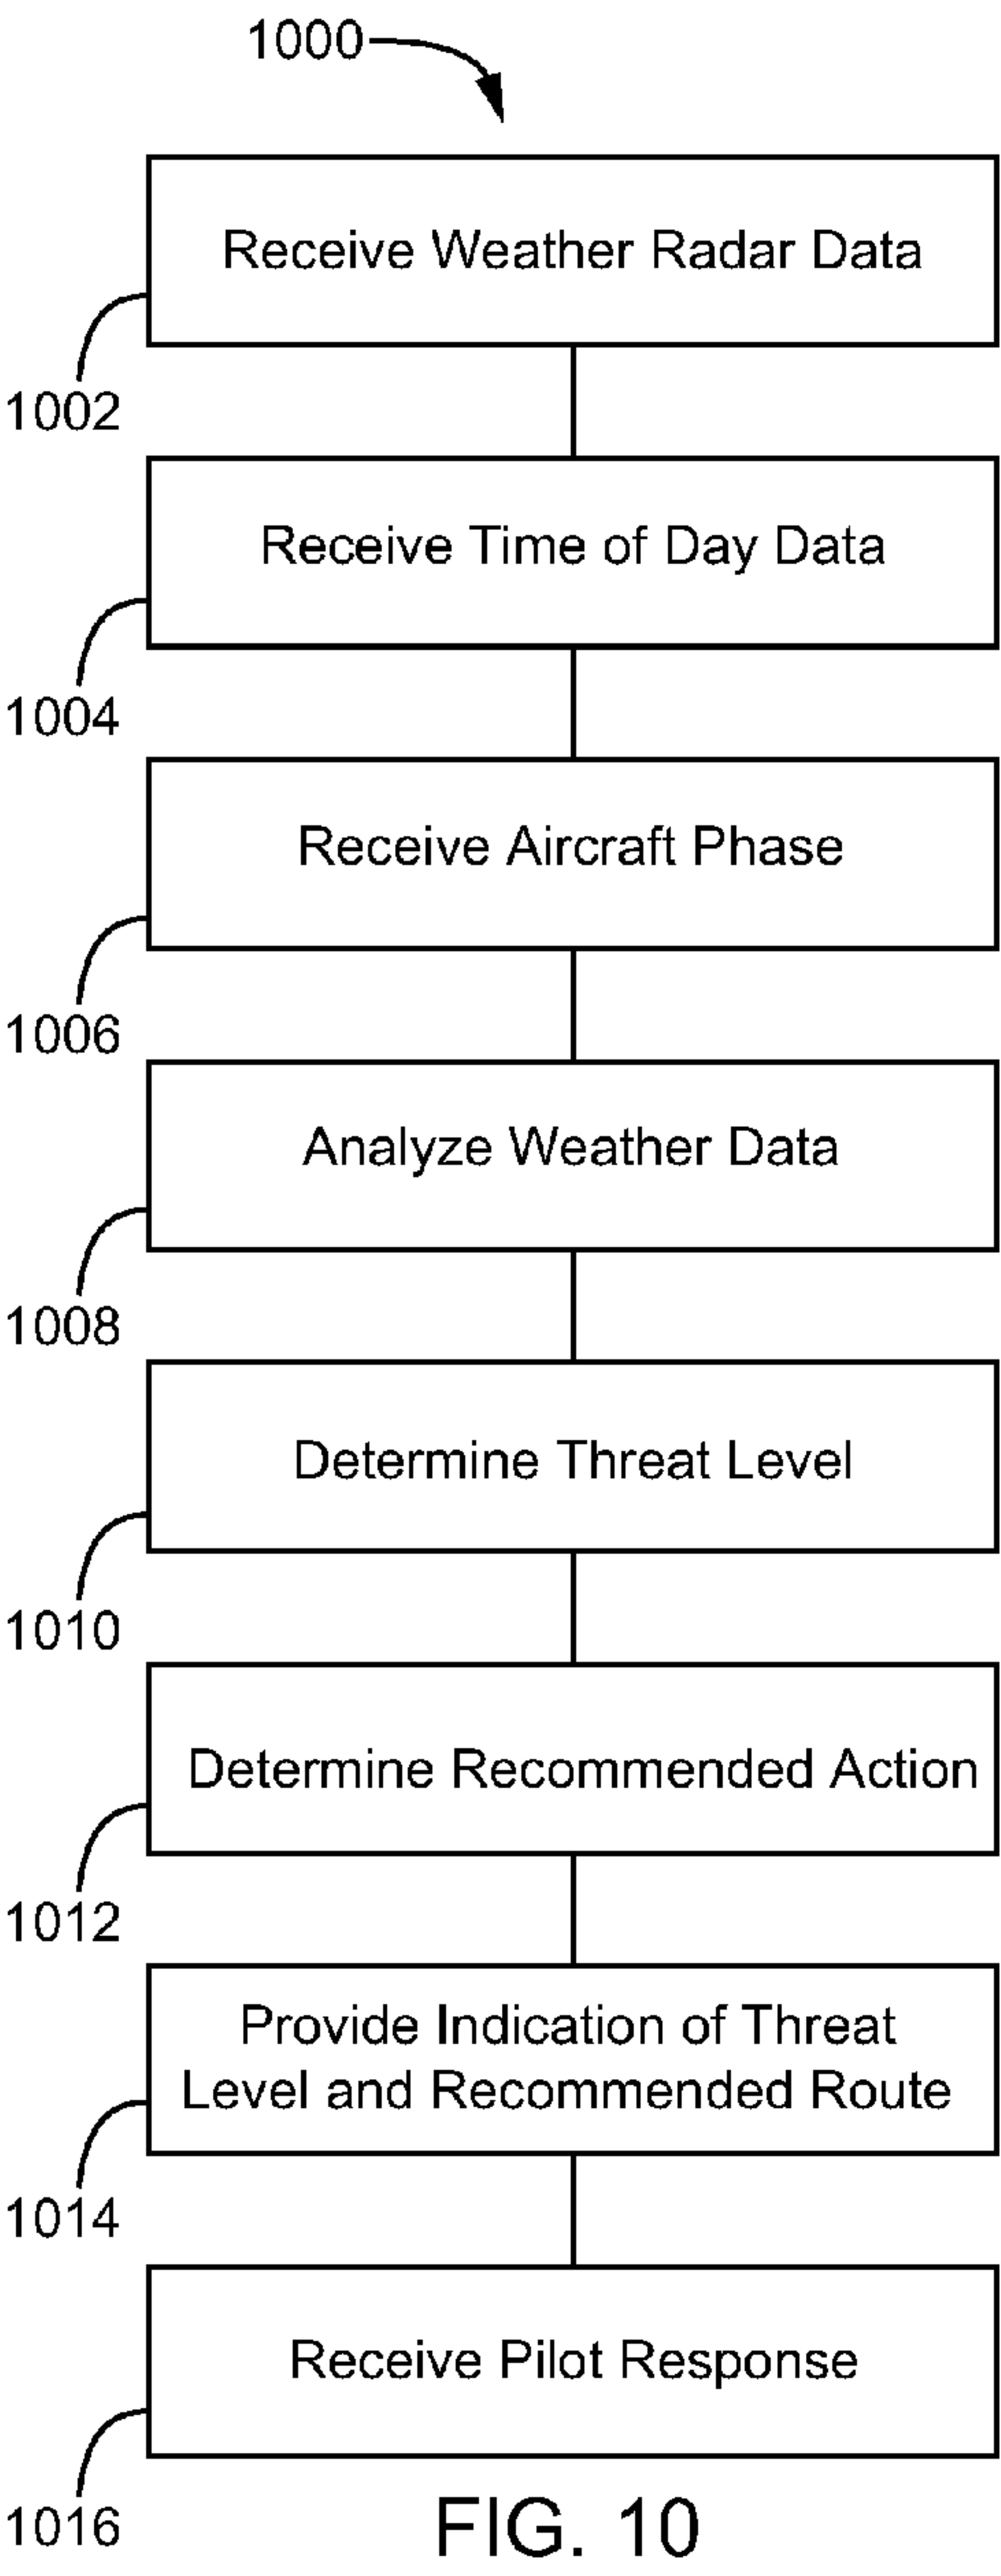 1000
Receive Weather Radar Data
1002
Receive Time of Day Data
1004
Receive Aircraft Phase
1006
Analyze Weather Data
1008
Determine Threat Level
1010
Determine Recommended Action
1012
Provide Indication of Threat
Level and Recommended Route
1014
Receive Pilot Response
1016
FIG. 10